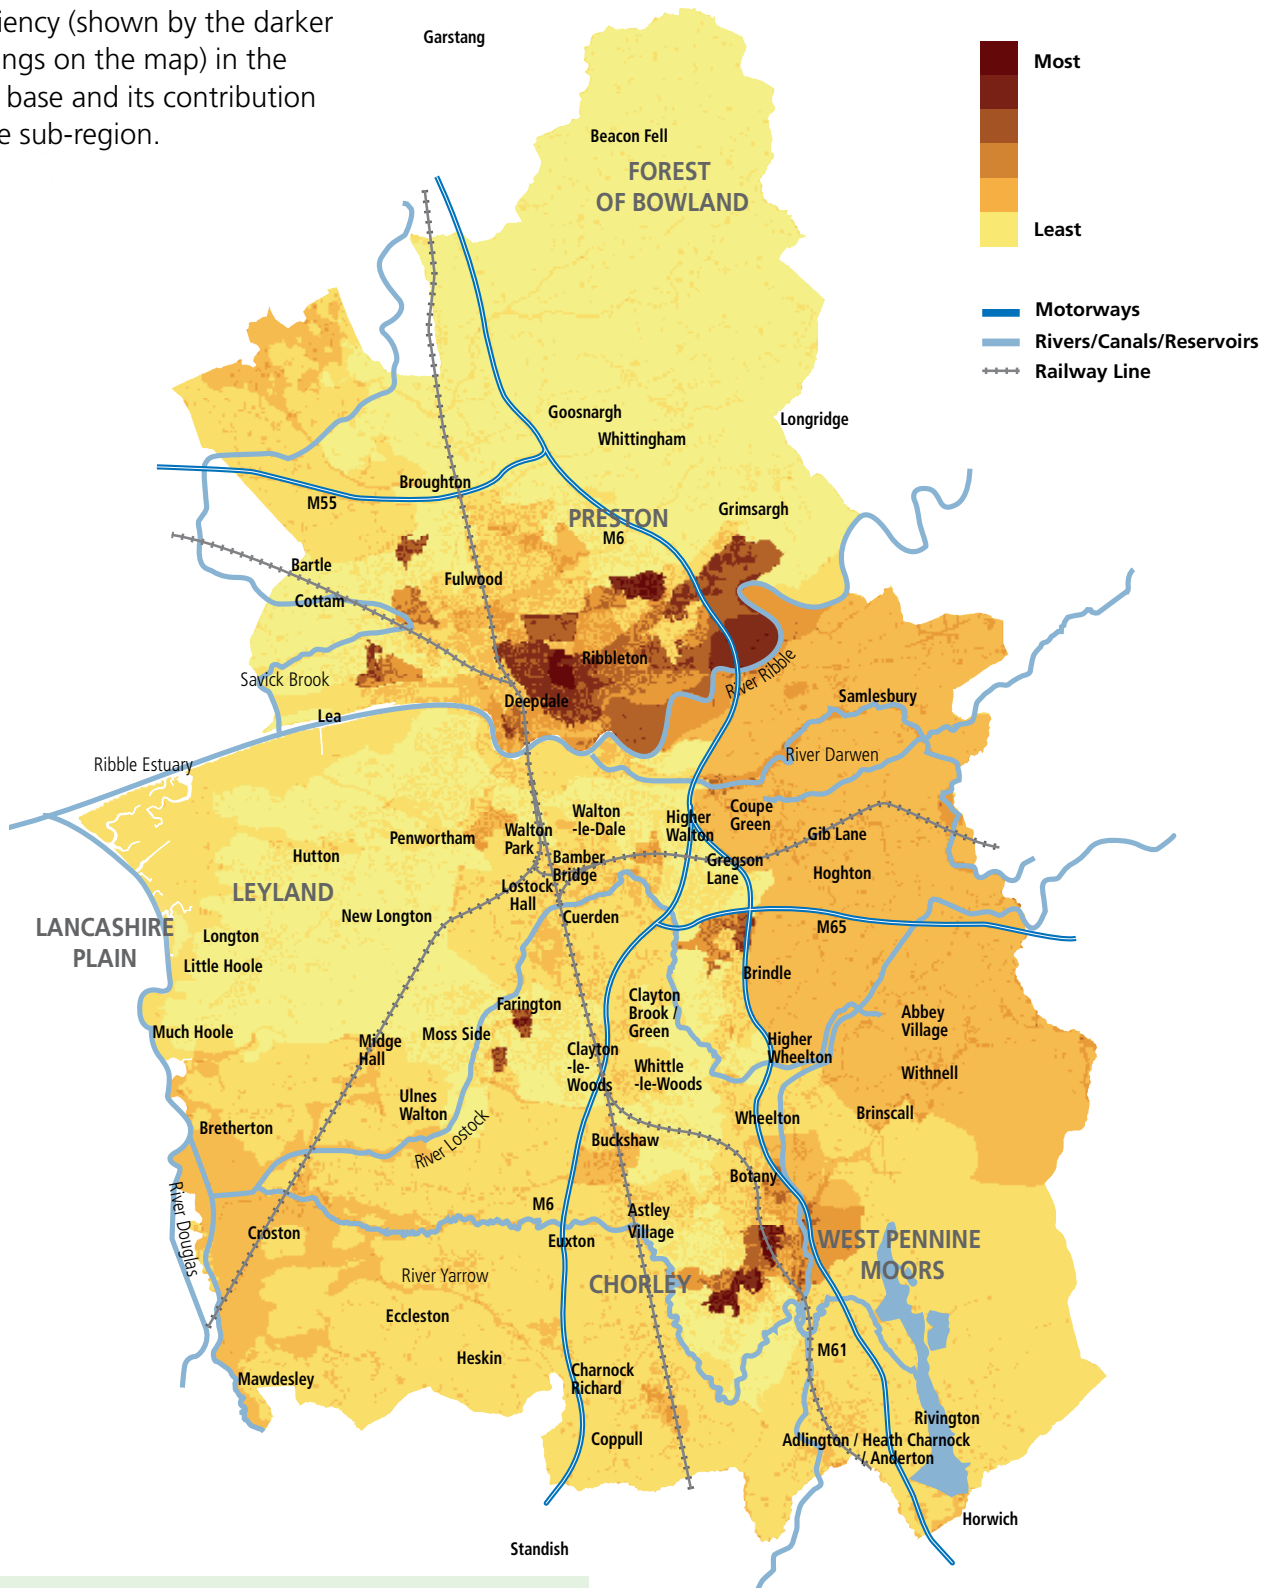 iency (shown by the darker
ings on the map) in the
base and its contribution
e sub-region.
Garstang
Most
Least
Motorways
Rivers/Canals/Reservoirs
Railway Line
Beacon Fell
FOREST
OF BOWLAND
Goosnargh
Whittingham
Longridge
Broughton
M55
Grimsargh
PRESTON
M6
Bartle
Fulwood
Cottam
Ribbleton
River Ribble
Savick Brook
Deepdale
Samlesbury
Lea
River Darwen
Ribble Estuary
Walton
-le-Dale
Higher
Walton
Coupe
Green
Gib Lane
Penwortham
Walton
Park
Bamber
Bridge
Gregson
Lane
Hoghton
Hutton
LEYLAND
Lostock
Hall
New Longton
Cuerden
LANCASHIRE
PLAIN
M65
Longton
Little Hoole
Brindle
Clayton
Brook /
Green
Farington
Abbey
Village
Much Hoole
Moss Side
Midge
Hall
Higher
Wheelton
Clayton
-le-
Woods
Whittle
-le-Woods
Withnell
Ulnes
Walton
Wheelton
Brinscall
Bretherton
River Lostock
Buckshaw
Botany
River Douglas
M6
Astley
Village
Croston
Euxton
WEST PENNINE
MOORS
River Yarrow
CHORLEY
Eccleston
M61
Heskin
Charnock
Richard
Mawdesley
Rivington
Coppull
Adlington / Heath Charnock
/ Anderton
Horwich
Standish